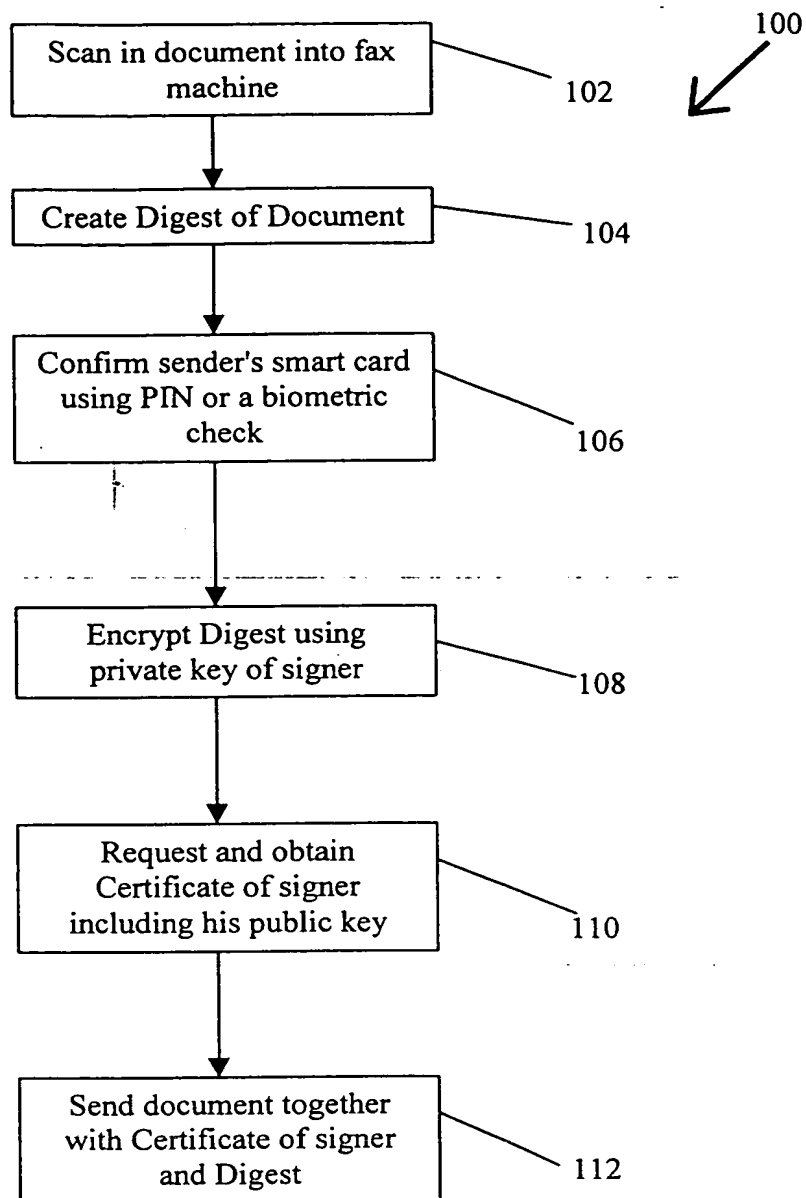 100
Scan in document into fax
machine
102
Create Digest of Document
104
Confirm sender's smart card
using PIN or a biometric
check
106
Encrypt Digest using
private key of signer
108
Request and obtain
Certificate of signer
including his public key
110
Send document together
with Certificate of signer
and Digest
112